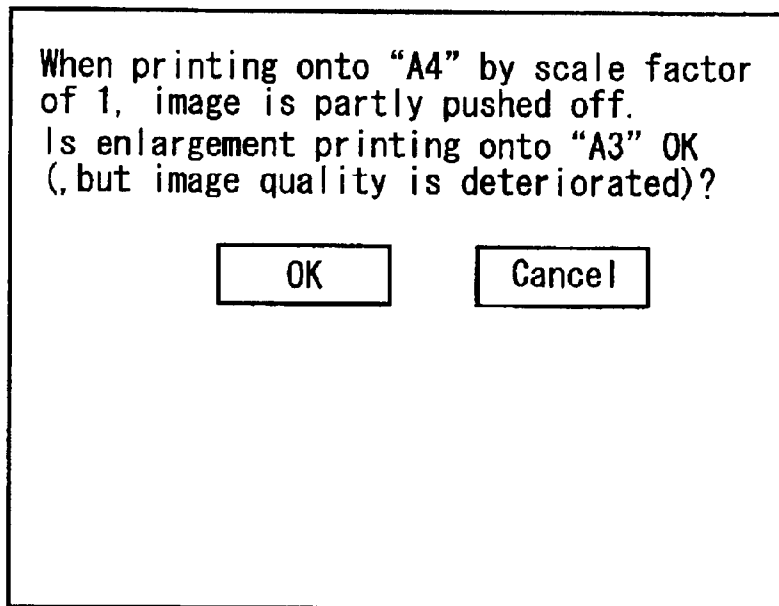 When printing onto “A4” by scale factor
of 1, image is partly pushed off.
Is enlargement printing onto “A3” OK
(,but image quality is deteriorated)?
OK
Cancel